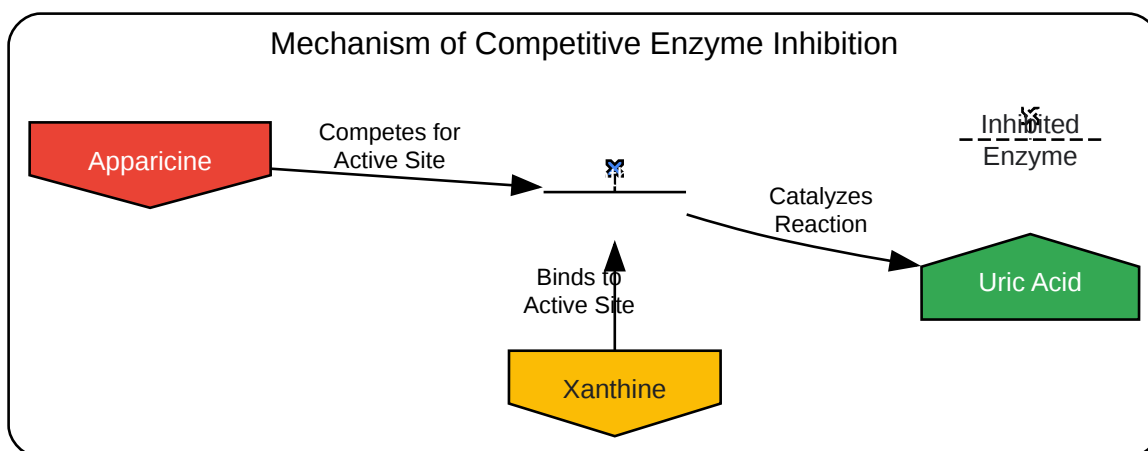 Mechanism of Competitive Enzyme Inhibition
Apparicine
Competes for
Active Site
Inhibited
Enzyme
Catalyzes
Reaction
Binds to
Active Site
Uric Acid
Xanthine